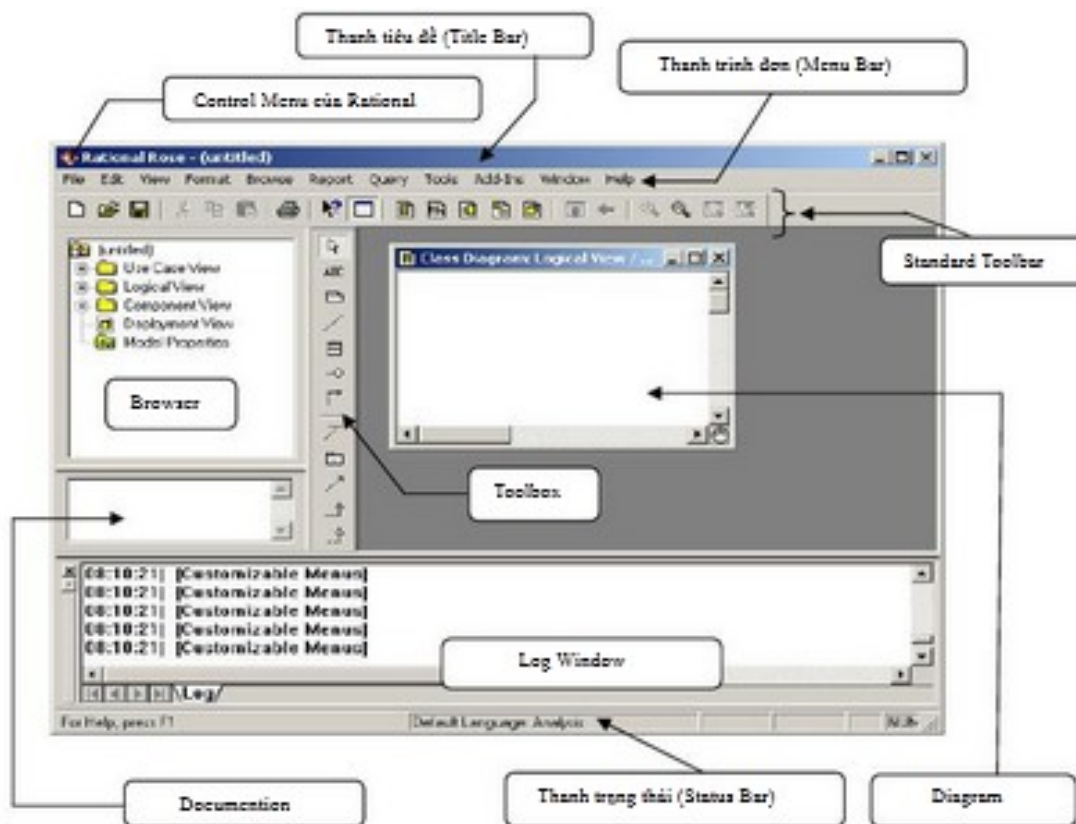 Thanh tiêu đề (Title Bar)
Thanh trình đơn (Menu Bar)
Control Menu của Rational
Rational Rose - (untitled)
File Edit View Format Browse Report Query Tools Add-Ins Window Help
Standard Toolbar
(untitled)
Use Case View
Logical View
Component View
Deployment View
Model Properties
Browser
ABC
Class Diagram: Logical View / ...
Toolbox
08:10:21| [Customizable Menus]
08:10:21| [Customizable Menus]
08:10:21| [Customizable Menus]
08:10:21| [Customizable Menus]
08:10:21| [Customizable Menus]
Log Window
Log
For Help, press F1
Default Language: Analysis
NUM
Documention
Thanh trạng thái (Status Bar)
Diagram